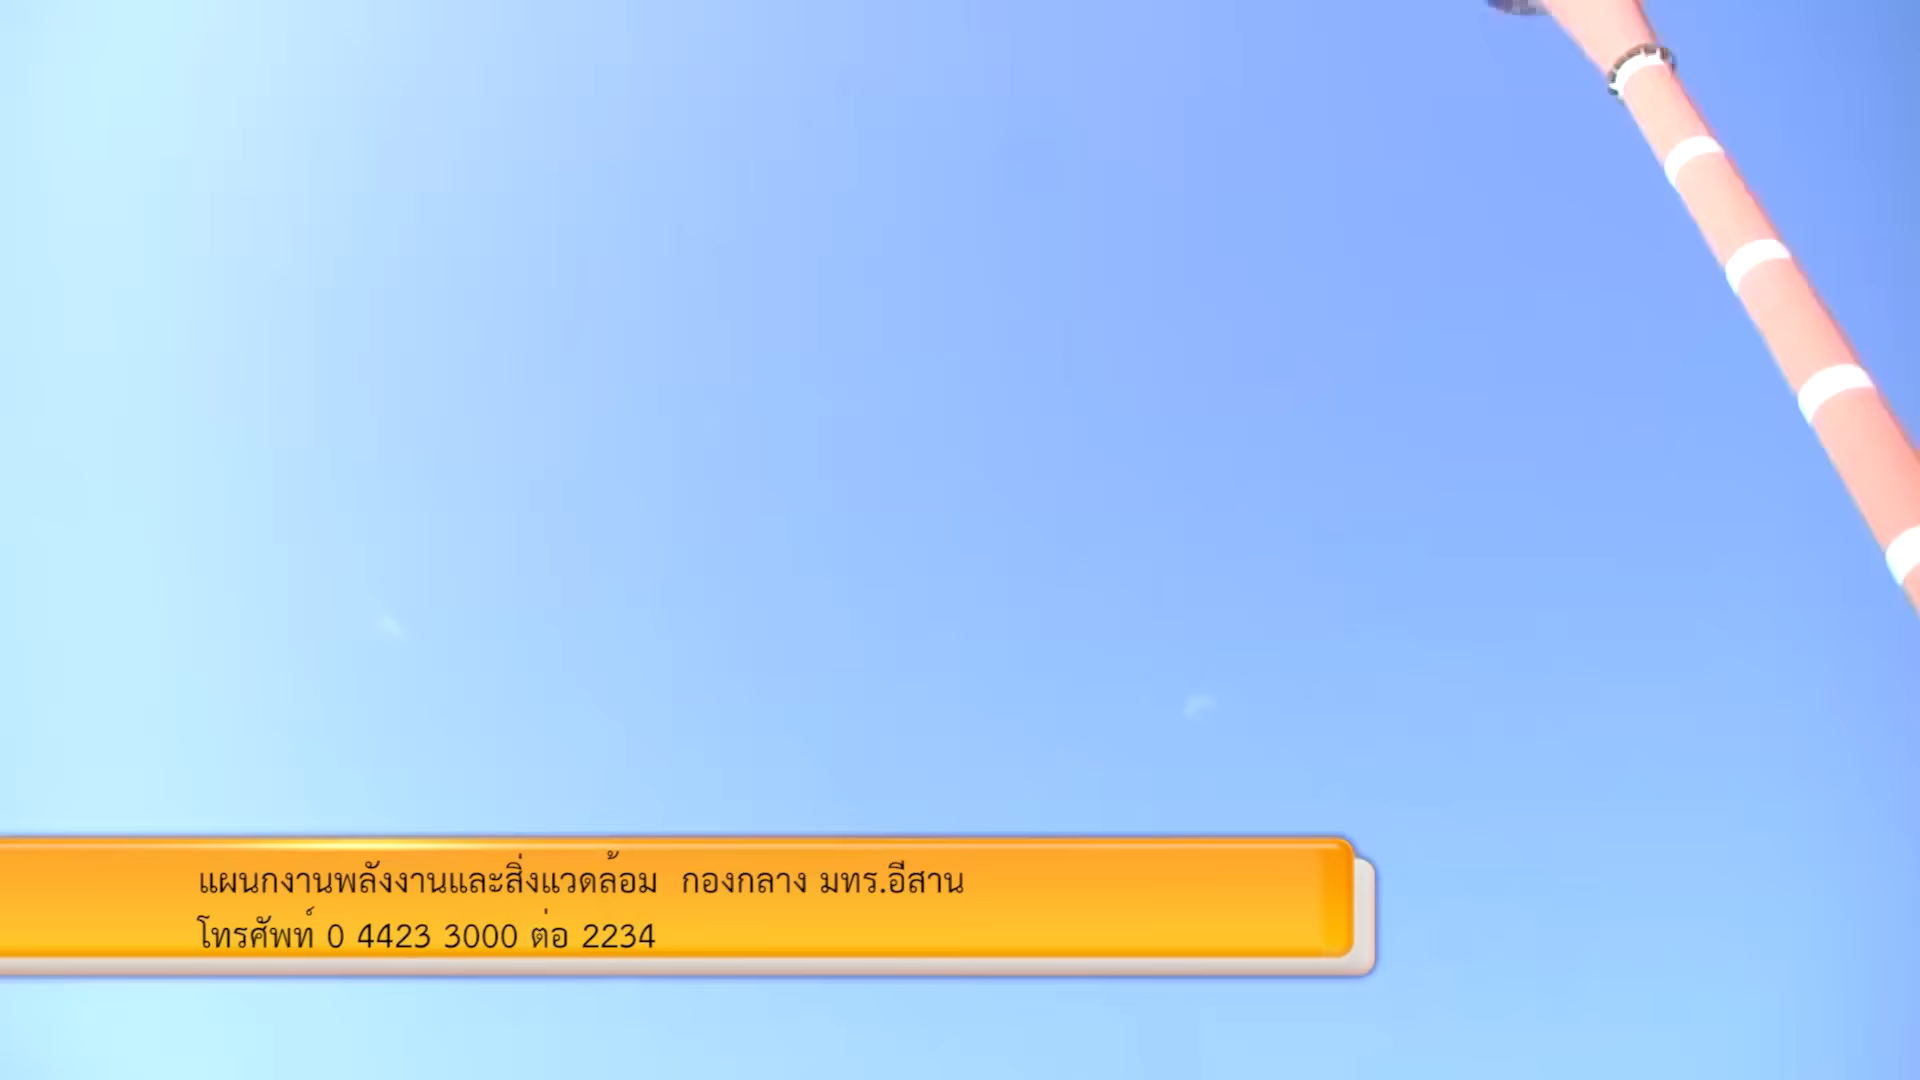 แผนกงานพลังงานและสิ่งแวดล้อม  กองกลาง มทร.อีสาน
โทรศัพท์ 0 4423 3000 ต่อ 2234